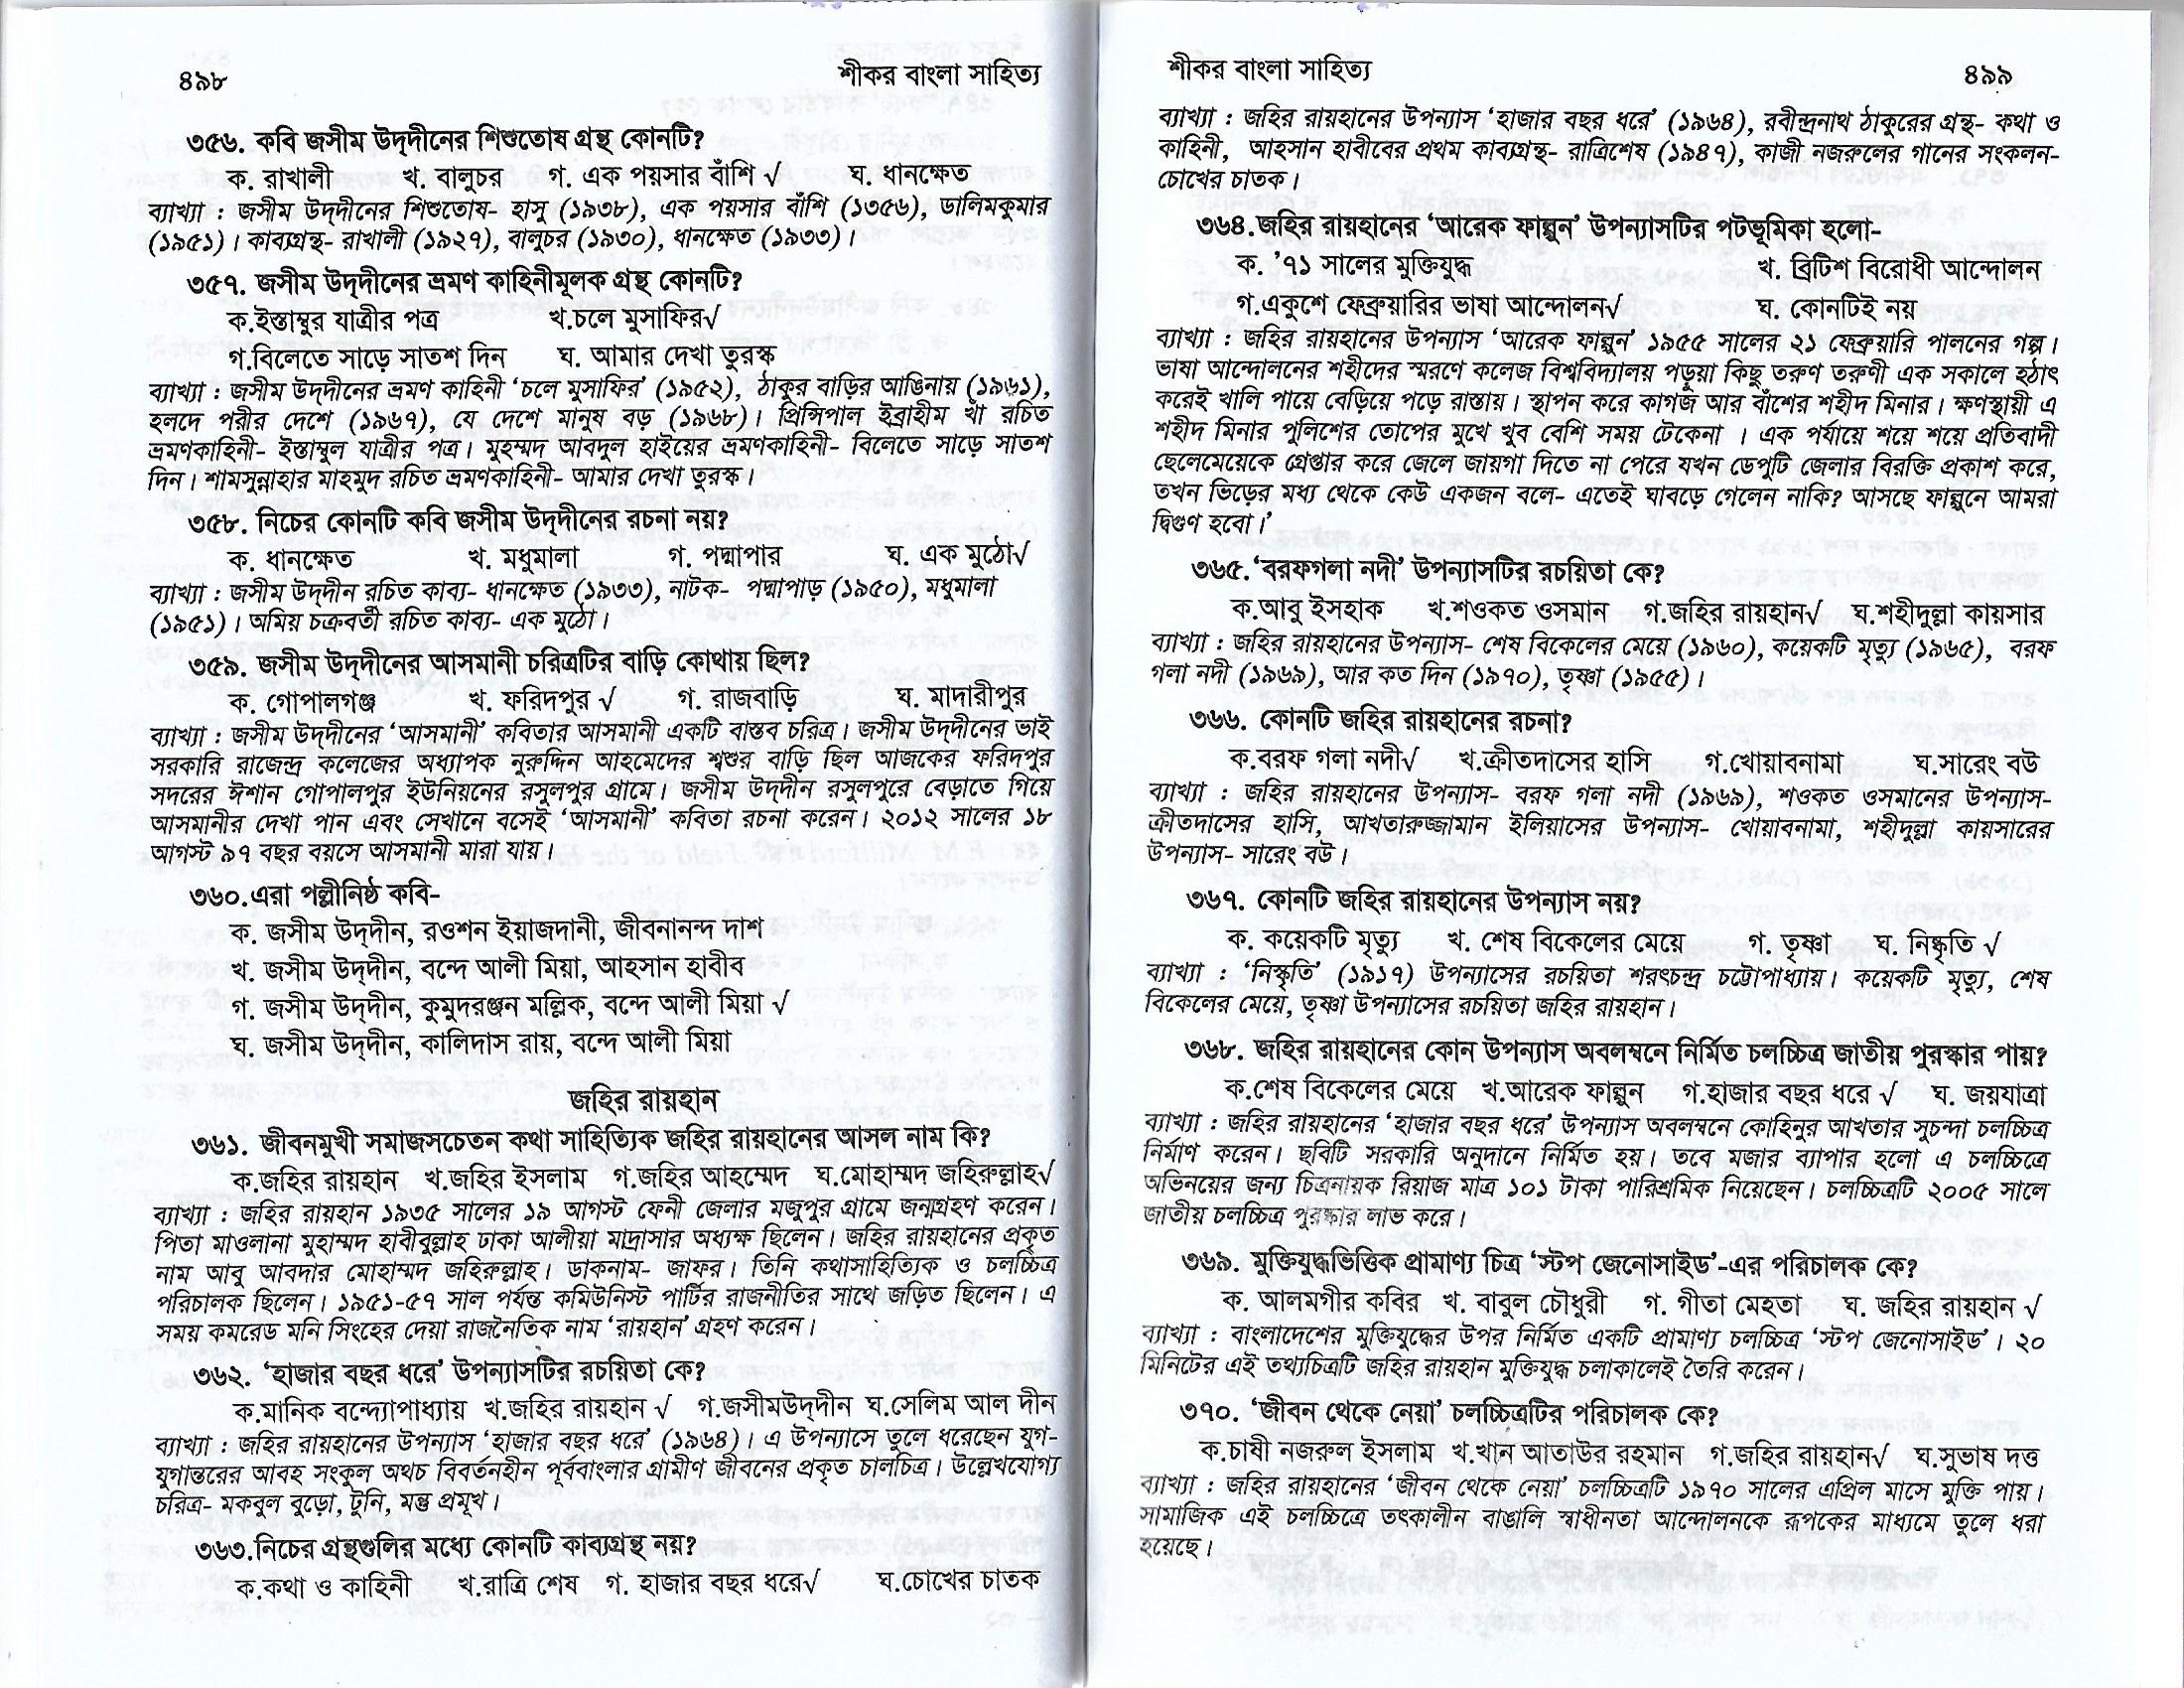 ৪৯৮
শীকর বাংলা সাহিত্য
৩৫৬. কবি জসীম উদ্‌দীনের শিশুতোষ গ্রন্থ কোনটি?
ক. রাখালী খ. বালুচর গ. এক পয়সার বাঁশি √ ঘ. ধানক্ষেত
ব্যাখ্যা : জসীম উদ্‌দীনের শিশুতোষ- হাসু (১৯৩৮), এক পয়সার বাঁশি (১৩৫৬), ডালিমকুমার
(১৯৫১)। কাব্যগ্রন্থ- রাখালী (১৯২৭), বালুচর (১৯৩০), ধানক্ষেত (১৯৩৩)।
৩৫৭. জসীম উদ্‌দীনের ভ্রমণ কাহিনীমূলক গ্রন্থ কোনটি?
ক.ইস্তাম্বুর যাত্রীর পত্র খ.চলে মুসাফির√
গ.বিলেতে সাড়ে সাতশ দিন ঘ. আমার দেখা তুরস্ক
ব্যাখ্যা : জসীম উদ্‌দীনের ভ্রমণ কাহিনী ‘চলে মুসাফির’ (১৯৫২), ঠাকুর বাড়ির আঙিনায় (১৯৬১),
হলদে পরীর দেশে (১৯৬৭), যে দেশে মানুষ বড় (১৯৬৮)। প্রিন্সিপাল ইব্রাহীম খাঁ রচিত
ভ্রমণকাহিনী- ইস্তাম্বুল যাত্রীর পত্র। মুহম্মদ আবদুল হাইয়ের ভ্রমণকাহিনী- বিলেতে সাড়ে সাতশ
দিন। শামসুন্নাহার মাহমুদ রচিত ভ্রমণকাহিনী- আমার দেখা তুরস্ক।
৩৫৮. নিচের কোনটি কবি জসীম উদ্‌দীনের রচনা নয়?
ক. ধানক্ষেত খ. মধুমালা গ. পদ্মাপার ঘ. এক মুঠো√
ব্যাখ্যা : জসীম উদ্‌দীন রচিত কাব্য- ধানক্ষেত (১৯৩৩), নাটক- পদ্মাপাড় (১৯৫০), মধুমালা
(১৯৫১)। অমিয় চক্রবর্তী রচিত কাব্য- এক মুঠো।
৩৫৯. জসীম উদ্‌দীনের আসমানী চরিত্রটির বাড়ি কোথায় ছিল?
ক. গোপালগঞ্জ খ. ফরিদপুর √ গ. রাজবাড়ি ঘ. মাদারীপুর
ব্যাখ্যা : জসীম উদ্‌দীনের ‘আসমানী’ কবিতার আসমানী একটি বাস্তব চরিত্র। জসীম উদ্‌দীনের ভাই
সরকারি রাজেন্দ্র কলেজের অধ্যাপক নুরুদ্দিন আহমেদের শ্বশুর বাড়ি ছিল আজকের ফরিদপুর
সদরের ঈশান গোপালপুর ইউনিয়নের রসুলপুর গ্রামে। জসীম উদ্‌দীন রসুলপুরে বেড়াতে গিয়ে
আসমানীর দেখা পান এবং সেখানে বসেই ‘আসমানী’ কবিতা রচনা করেন। ২০১২ সালের ১৮
আগস্ট ৯৭ বছর বয়সে আসমানী মারা যায়।
৩৬০.এরা পল্লীনিষ্ঠ কবি-
ক. জসীম উদ্‌দীন, রওশন ইয়াজদানী, জীবনানন্দ দাশ
খ. জসীম উদ্‌দীন, বন্দে আলী মিয়া, আহসান হাবীব
গ. জসীম উদ্‌দীন, কুমুদরঞ্জন মল্লিক, বন্দে আলী মিয়া √
ঘ. জসীম উদ্‌দীন, কালিদাস রায়, বন্দে আলী মিয়া
জহির রায়হান
৩৬১. জীবনমুখী সমাজসচেতন কথা সাহিত্যিক জহির রায়হানের আসল নাম কি?
ক.জহির রায়হান খ.জহির ইসলাম গ.জহির আহম্মেদ ঘ.মোহাম্মদ জহিরুল্লাহ√
ব্যাখ্যা : জহির রায়হান ১৯৩৫ সালের ১৯ আগস্ট ফেনী জেলার মজুপুর গ্রামে জন্মগ্রহণ করেন।
পিতা মাওলানা মুহাম্মদ হাবীবুল্লাহ ঢাকা আলীয়া মাদ্রাসার অধ্যক্ষ ছিলেন। জহির রায়হানের প্রকৃত
নাম আবু আবদার মোহাম্মদ জহিরুল্লাহ। ডাকনাম- জাফর। তিনি কথাসাহিত্যিক ও চলচ্চিত্র
পরিচালক ছিলেন। ১৯৫১-৫৭ সাল পর্যন্ত কমিউনিস্ট পার্টির রাজনীতির সাথে জড়িত ছিলেন। এ
সময় কমরেড মনি সিংহের দেয়া রাজনৈতিক নাম ‘রায়হান’ গ্রহণ করেন।
৩৬২. ‘হাজার বছর ধরে’ উপন্যাসটির রচয়িতা কে?
ক.মানিক বন্দ্যোপাধ্যায় খ.জহির রায়হান √ গ.জসীমউদ্‌দীন ঘ.সেলিম আল দীন
ব্যাখ্যা : জহির রায়হানের উপন্যাস ‘হাজার বছর ধরে’ (১৯৬৪)। এ উপন্যাসে তুলে ধরেছেন যুগ-
যুগান্তরের আবহ সংকুল অথচ বিবর্তনহীন পূর্ববাংলার গ্রামীণ জীবনের প্রকৃত চালচিত্র। উল্লেখযোগ্য
চরিত্র- মকবুল বুড়ো, টুনি, মন্তু প্রমূখ।
৩৬৩.নিচের গ্রন্থগুলির মধ্যে কোনটি কাব্যগ্রন্থ নয়?
ক.কথা ও কাহিনী খ.রাত্রি শেষ গ. হাজার বছর ধরে√ ঘ.চোখের চাতক
শীকর বাংলা সাহিত্য
৪৯৯
ব্যাখ্যা : জহির রায়হানের উপন্যাস ‘হাজার বছর ধরে’ (১৯৬৪), রবীন্দ্রনাথ ঠাকুরের গ্রন্থ- কথা ও
কাহিনী, আহসান হাবীবের প্রথম কাব্যগ্রন্থ- রাত্রিশেষ (১৯৪৭), কাজী নজরুলের গানের সংকলন-
চোখের চাতক।
৩৬৪.জহির রায়হানের ‘আরেক ফাল্গুন’ উপন্যাসটির পটভূমিকা হলো-
ক. ’৭১ সালের মুক্তিযুদ্ধ খ. ব্রিটিশ বিরোধী আন্দোলন
গ.একুশে ফেব্রুয়ারির ভাষা আন্দোলন√ ঘ. কোনটিই নয়
ব্যাখ্যা : জহির রায়হানের উপন্যাস ‘আরেক ফাল্গুন’ ১৯৫৫ সালের ২১ ফেব্রুয়ারি পালনের গল্প।
ভাষা আন্দোলনের শহীদের স্মরণে কলেজ বিশ্ববিদ্যালয় পড়ুয়া কিছু তরুণ তরুণী এক সকালে হঠাৎ
করেই খালি পায়ে বেড়িয়ে পড়ে রাস্তায়। স্থাপন করে কাগজ আর বাঁশের শহীদ মিনার। ক্ষণস্থায়ী এ
শহীদ মিনার পুলিশের তোপের মুখে খুব বেশি সময় টেকেনা । এক পর্যায়ে শয়ে শয়ে প্রতিবাদী
ছেলেমেয়েকে গ্রেপ্তার করে জেলে জায়গা দিতে না পেরে যখন ডেপুটি জেলার বিরক্তি প্রকাশ করে,
তখন ভিড়ের মধ্য থেকে কেউ একজন বলে- এতেই ঘাবড়ে গেলেন নাকি? আসছে ফাল্গুনে আমরা
দ্বিগুণ হবো।’
৩৬৫.‘বরফগলা নদী’ উপন্যাসটির রচয়িতা কে?
ক.আবু ইসহাক খ.শওকত ওসমান গ.জহির রায়হান√ ঘ.শহীদুল্লা কায়সার
ব্যাখ্যা : জহির রায়হানের উপন্যাস- শেষ বিকেলের মেয়ে (১৯৬০), কয়েকটি মৃত্যু (১৯৬৫), বরফ
গলা নদী (১৯৬৯), আর কত দিন (১৯৭০), তৃষ্ণা (১৯৫৫)।
৩৬৬. কোনটি জহির রায়হানের রচনা?
ক.বরফ গলা নদী√ খ.ক্রীতদাসের হাসি গ.খোয়াবনামা ঘ.সারেং বউ
ব্যাখ্যা : জহির রায়হানের উপন্যাস- বরফ গলা নদী (১৯৬৯), শওকত ওসমানের উপন্যাস-
ক্রীতদাসের হাসি, আখতারুজ্জামান ইলিয়াসের উপন্যাস- খোয়াবনামা, শহীদুল্লা কায়সারের
উপন্যাস- সারেং বউ।
৩৬৭. কোনটি জহির রায়হানের উপন্যাস নয়?
ক. কয়েকটি মৃত্যু খ. শেষ বিকেলের মেয়ে গ. তৃষ্ণা ঘ. নিষ্কৃতি √
ব্যাখ্যা : ‘নিষ্কৃতি’ (১৯১৭) উপন্যাসের রচয়িতা শরৎচন্দ্র চট্টোপাধ্যায়। কয়েকটি মৃত্যু, শেষ
বিকেলের মেয়ে, তৃষ্ণা উপন্যাসের রচয়িতা জহির রায়হান।
৩৬৮. জহির রায়হানের কোন উপন্যাস অবলম্বনে নির্মিত চলচ্চিত্র জাতীয় পুরস্কার পায়?
ক.শেষ বিকেলের মেয়ে খ.আরেক ফাল্গুন গ.হাজার বছর ধরে √ ঘ. জয়যাত্রা
ব্যাখ্যা : জহির রায়হানের ‘হাজার বছর ধরে’ উপন্যাস অবলম্বনে কোহিনুর আখতার সুচন্দা চলচ্চিত্র
নির্মাণ করেন। ছবিটি সরকারি অনুদানে নির্মিত হয়। তবে মজার ব্যাপার হলো এ চলচ্চিত্রে
অভিনয়ের জন্য চিত্রনায়ক রিয়াজ মাত্র ১০১ টাকা পারিশ্রমিক নিয়েছেন। চলচ্চিত্রটি ২০০৫ সালে
জাতীয় চলচ্চিত্র পুরস্কার লাভ করে।
৩৬৯. মুক্তিযুদ্ধভিত্তিক প্রামাণ্য চিত্র ‘স্টপ জেনোসাইড’-এর পরিচালক কে?
ক. আলমগীর কবির খ. বাবুল চৌধুরী গ. গীতা মেহতা ঘ. জহির রায়হান √
ব্যাখ্যা : বাংলাদেশের মুক্তিযুদ্ধের উপর নির্মিত একটি প্রামাণ্য চলচ্চিত্র ‘স্টপ জেনোসাইড’। ২০
মিনিটের এই তথ্যচিত্রটি জহির রায়হান মুক্তিযুদ্ধ চলাকালেই তৈরি করেন।
৩৭০. ‘জীবন থেকে নেয়া’ চলচ্চিত্রটির পরিচালক কে?
ক.চাষী নজরুল ইসলাম খ.খান আতাউর রহমান গ.জহির রায়হান√ ঘ.সুভাষ দত্ত
ব্যাখ্যা : জহির রায়হানের ‘জীবন থেকে নেয়া’ চলচ্চিত্রটি ১৯৭০ সালের এপ্রিল মাসে মুক্তি পায়।
সামাজিক এই চলচ্চিত্রে তৎকালীন বাঙালি স্বাধীনতা আন্দোলনকে রূপকের মাধ্যমে তুলে ধরা
হয়েছে।